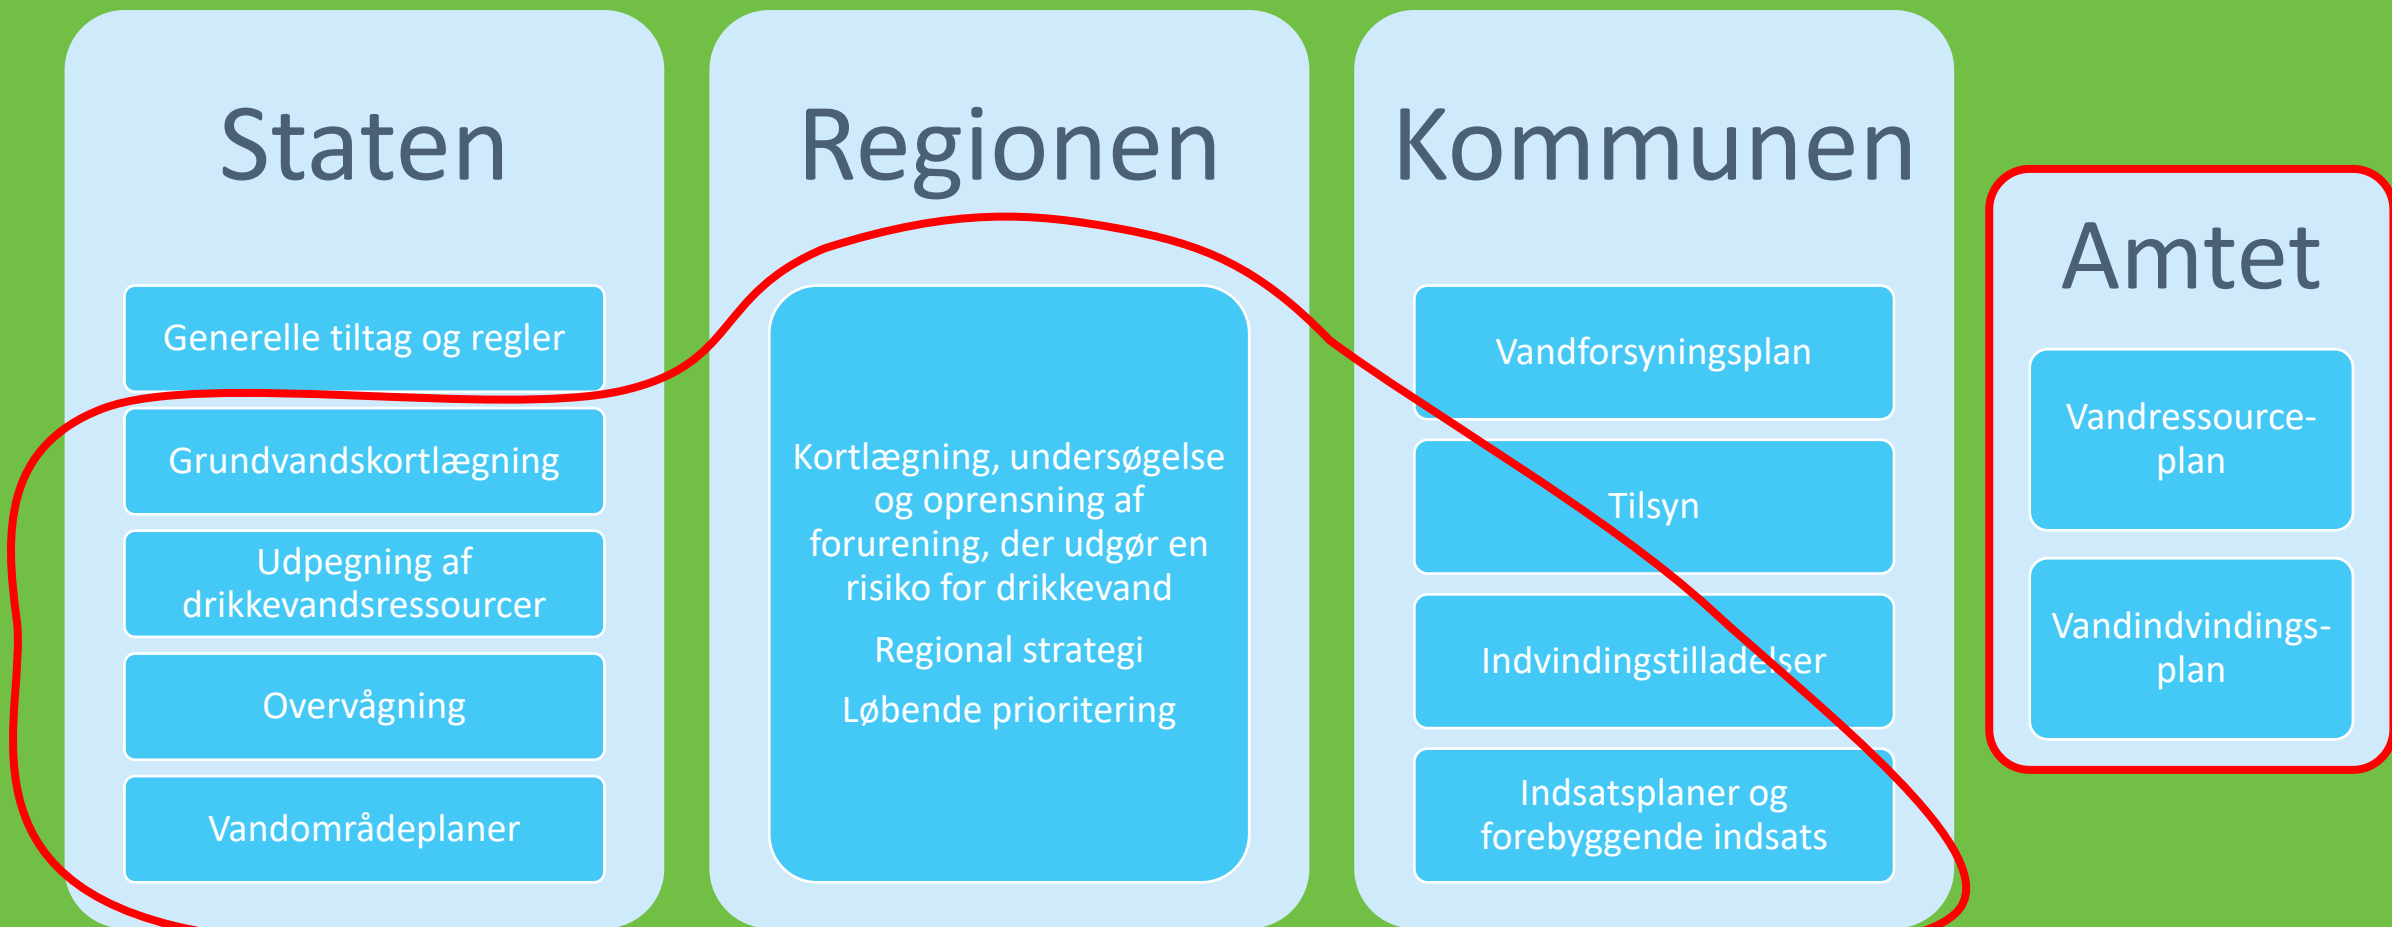 Staten
Generelle tiltag og regler
Grundvandskortlægning
Udpegning af
drikkevandsressourcer
Overvågning
Vandområdeplaner
Regionen
Kortlægning, undersøgelse
og oprensning af
forurening, der udgør en
risiko for drikkevand
Regional strategi
Løbende prioritering
Kommunen
Vandforsyningsplan
Tilsyn
Indvindingstilladelser
Indsatsplaner og
forebyggende indsats
Amtet
Vandressource-
plan
Vandindvindings-
plan